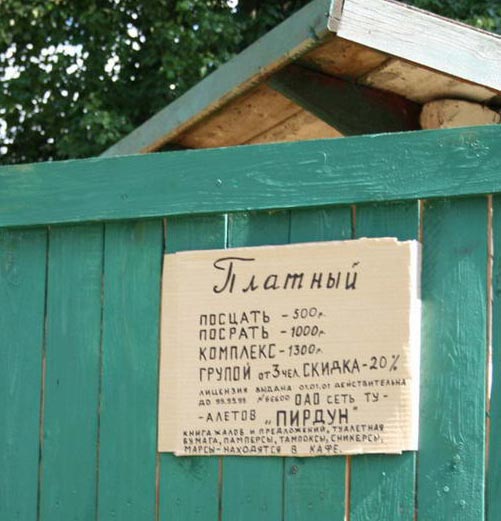 Платный
ПОСЦАТЬ - 500р.
ПОСРАТЬ - 1000р.
КОМПЛЕКС - 1300р.
ГРУПОЙ от 3 чел. СКИДКА - 20%
ЛИЦЕНЗИЯ ВЫДАНА 01.01.01 ДЕЙСТВИТЕЛЬНА
ДО 99.99.99 №66600 ОАО СЕТЬ ТУ-
-АЛЕТОВ „ПИРДУН"
КНИГА ЖАЛОБ И ПРЕДЛОЖЕНИЙ, ТУАЛЕТНАЯ
БУМАГА, ПАМПЕРСЫ, ТАМПОКСЫ, СНИКЕРСЫ,
МАРСЫ - НАХОДЯТСЯ В КАФЕ.